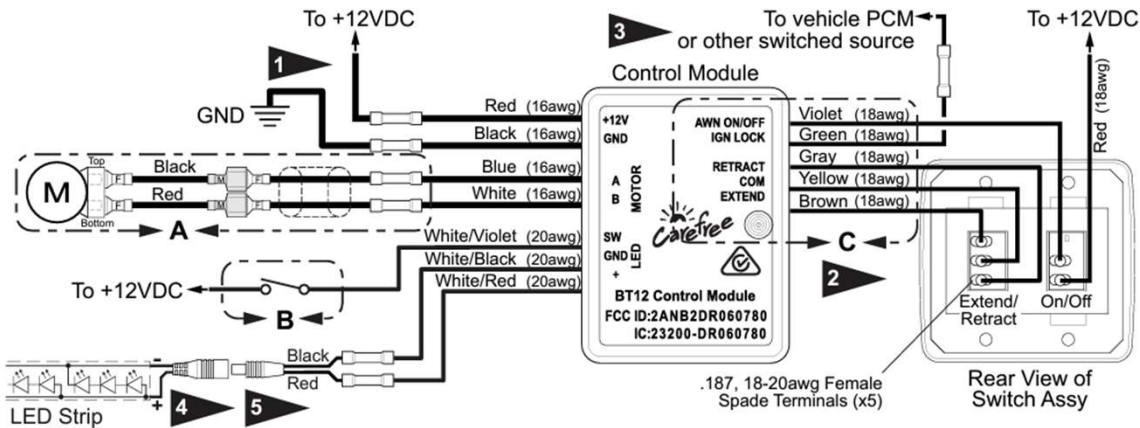 To +12VDC
3
To vehicle PCM
or other switched source
To +12VDC
1
Control Module
GND
Red (16awg)
Black (16awg)
Blue (16awg)
White (16awg)
+12V
GND
A
B
MOTOR
AWN ON/OFF
IGN LOCK
RETRACT
COM
EXTEND
Violet (18awg)
Green (18awg)
Gray (18awg)
Yellow (18awg)
Brown (18awg)
Red (18awg)
M
Top
Bottom
F
F
Black
Red
M
M
F
F
A
Carefree
C
2
White/Violet (20awg)
White/Black (20awg)
White/Red (20awg)
SW
GND
+
LED
To +12VDC
B
BT12 Control Module
FCC ID:2ANB2DR060780
IC:23200-DR060780
Extend/
Retract
On/Off
Black
Red
-
+
4
5
LED Strip
.187, 18-20awg Female
Spade Terminals (x5)
Rear View of
Switch Assy